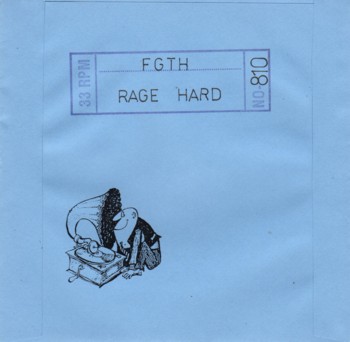 33 RPM
FGTH
RAGE HARD
NO-810